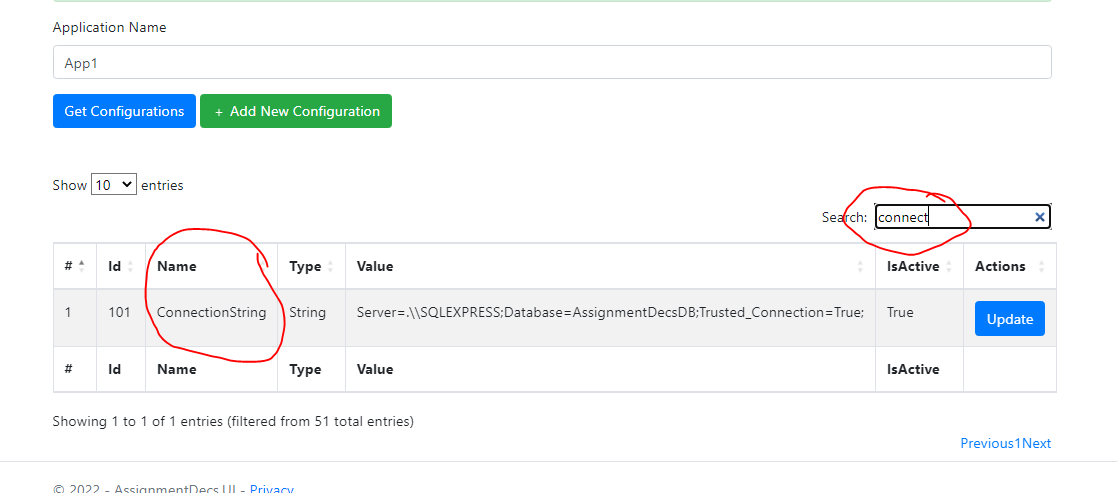 Application Name
App1
Get Configurations + Add New Configuration
Show 10 entries
Search: connect ×
# Id Name Type Value IsActive Actions
1 101 ConnectionString String Server=.\\SQLEXPRESS;Database=AssignmentDecsDB;Trusted_Connection=True; True Update
# Id Name Type Value IsActive
Showing 1 to 1 of 1 entries (filtered from 51 total entries)
Previous1Next
© 2022 - AssignmentDecs.UI - Privacy